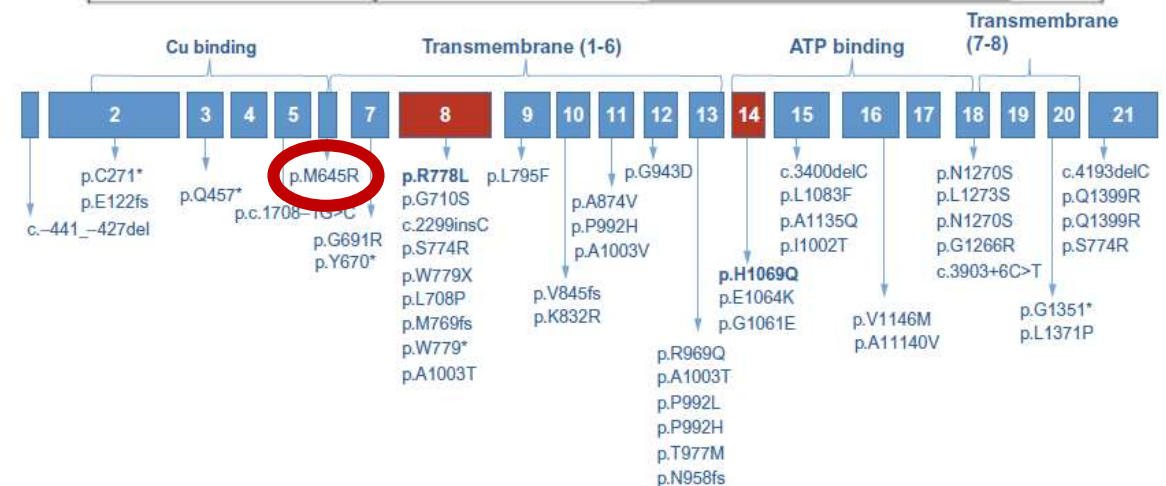 Cu binding
Transmembrane (1-6)
ATP binding
Transmembrane
(7-8)
2 3 4 5 7 8 9 10 11 12 13 14 15 16 17 18 19 20 21
c.–441_–427del
p.C271*
p.E122fs
p.Q457*
p.c.1708–1G>C
p.M645R
p.G691R
p.Y670*
p.R778L
p.G710S
c.2299insC
p.S774R
p.W779X
p.L708P
p.M769fs
p.W779*
p.A1003T
p.L795F
p.V845fs
p.K832R
p.A874V
p.P992H
p.A1003V
p.G943D
p.R969Q
p.A1003T
p.P992L
p.P992H
p.T977M
p.N958fs
p.H1069Q
p.E1064K
p.G1061E
c.3400delC
p.L1083F
p.A1135Q
p.I1002T
p.V1146M
p.A11140V
p.N1270S
p.L1273S
p.N1270S
p.G1266R
c.3903+6C>T
p.G1351*
p.L1371P
c.4193delC
p.Q1399R
p.Q1399R
p.S774R